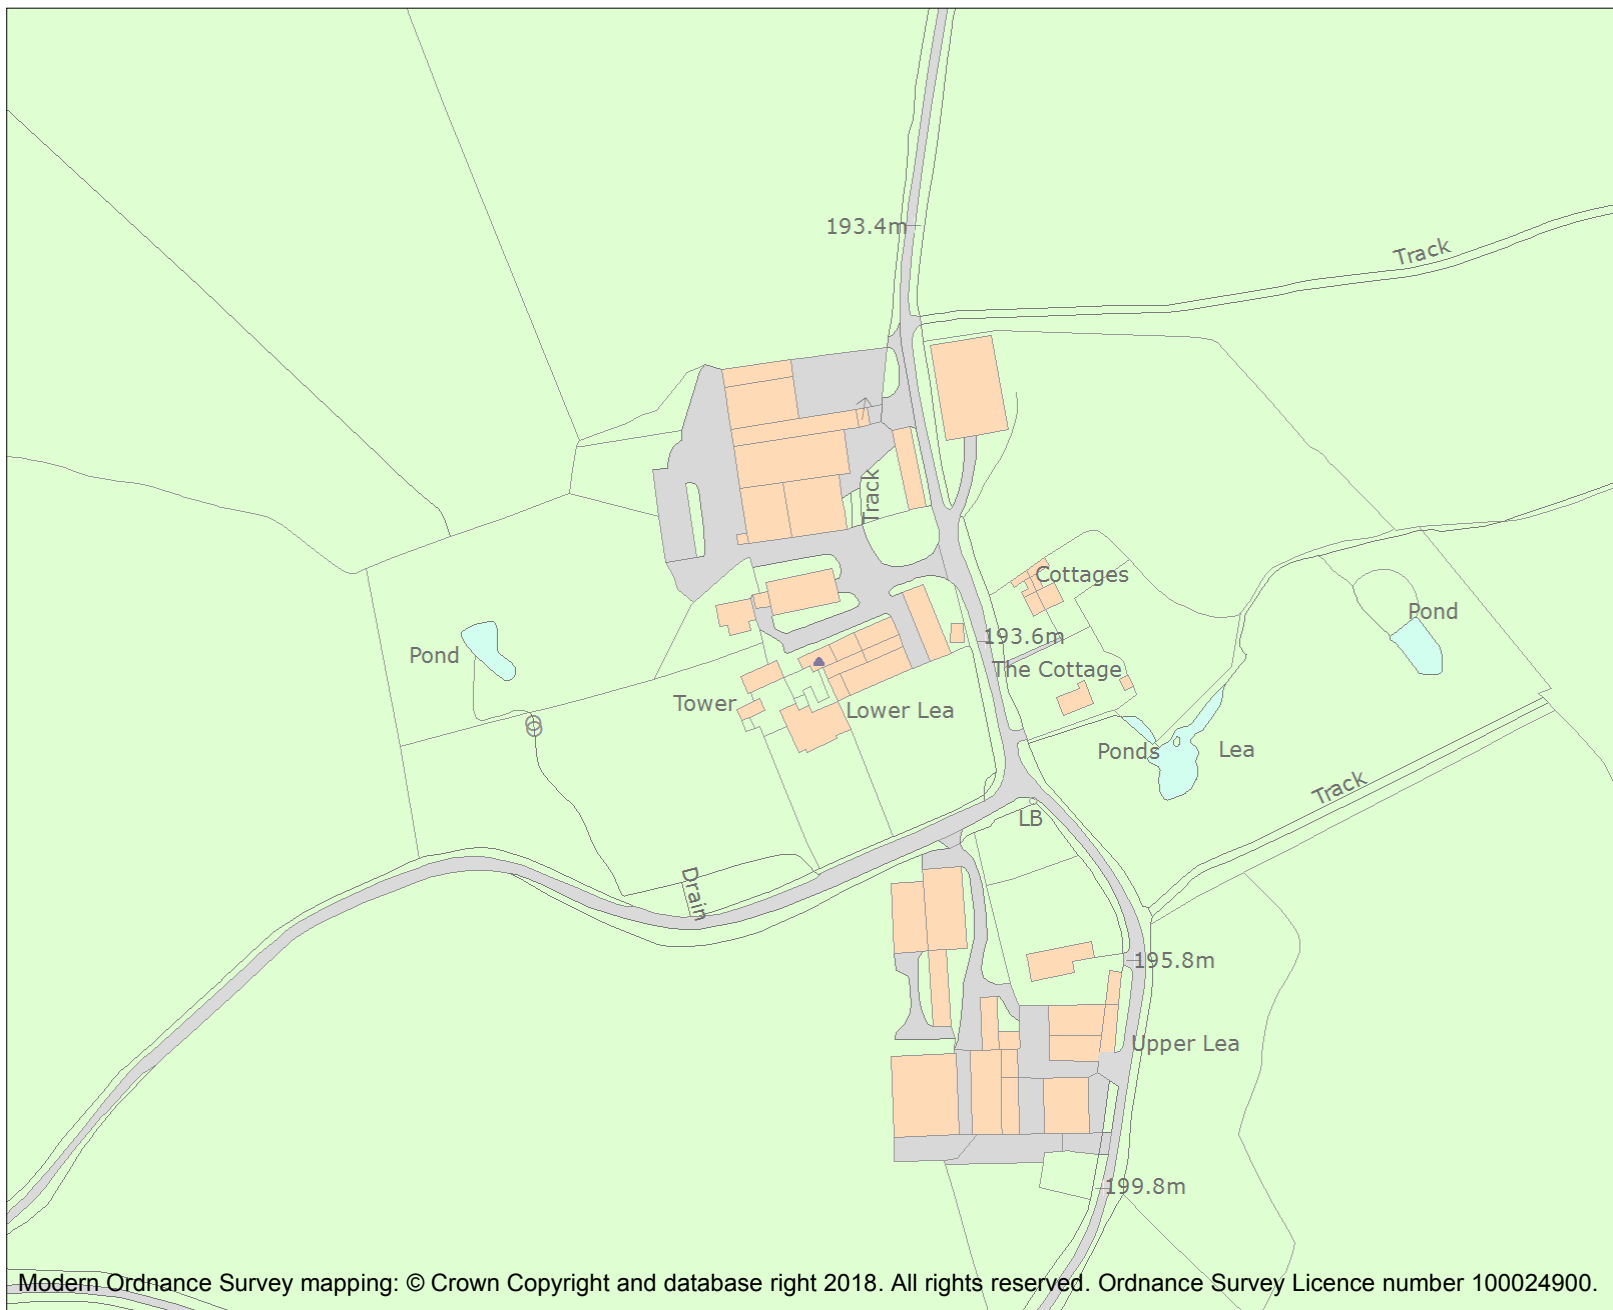 193.4m
Track
Track
Cottages
Pond
193.6m
Pond
The Cottage
Tower
Lower Lea
Ponds
Lea
Track
LB
Drain
195.8m
Upper Lea
199.8m
Modern Ordnance Survey mapping: © Crown Copyright and database right 2018. All rights reserved. Ordnance Survey Licence number 100024900.